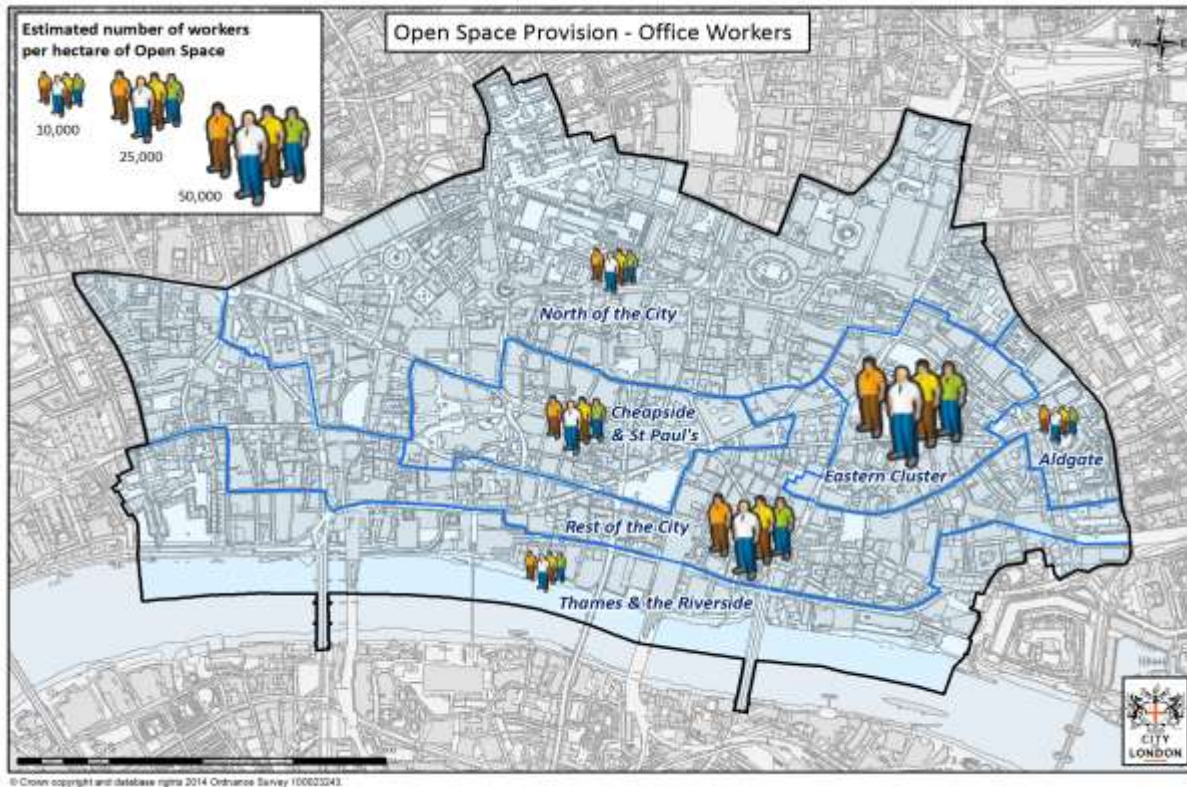 Estimated number of workers
per hectare of Open Space
10,000
25,000
50,000
Open Space Provision - Office Workers
N
W
E
S
North of the City
Cheapside
& St Paul's
Eastern Cluster
Aldgate
Rest of the City
Thames & the Riverside
CITY
OF
LONDON
© Crown copyright and database rights 2014 Ordnance Survey 100023243.